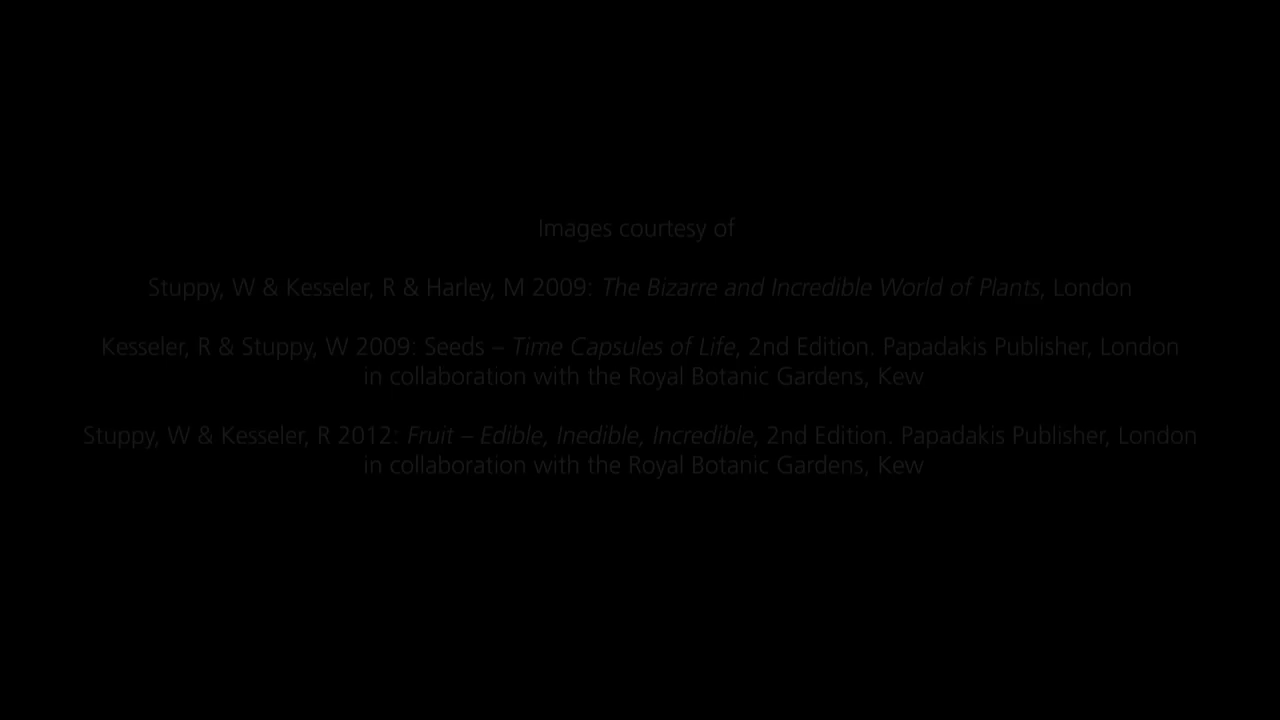 Images courtesy of
Stuppy, W & Kesseler, R & Harley, M 2009: The Bizarre and Incredible World of Plants, London
Kesseler, R & Stuppy, W 2009: Seeds – Time Capsules of Life, 2nd Edition. Papadakis Publisher, London
in collaboration with the Royal Botanic Gardens, Kew
Stuppy, W & Kesseler, R 2012: Fruit – Edible, Inedible, Incredible, 2nd Edition. Papadakis Publisher, London
in collaboration with the Royal Botanic Gardens, Kew